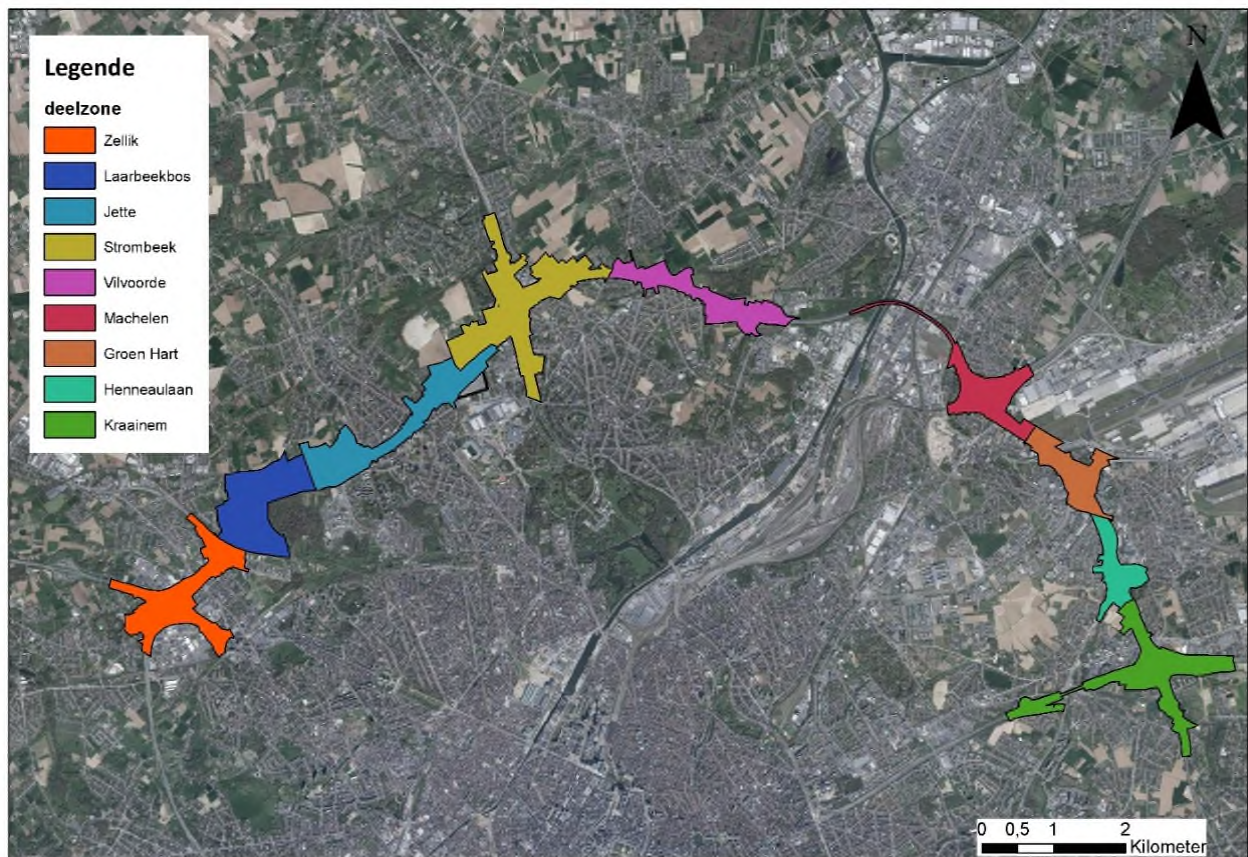 Legende
deelzone
Zellik
Laarbeekbos
Jette
Strombeek
Vilvoorde
Machelen
Groen Hart
Henneaulaan
Kraainem
N
0 0,5 1 2
Kilometer